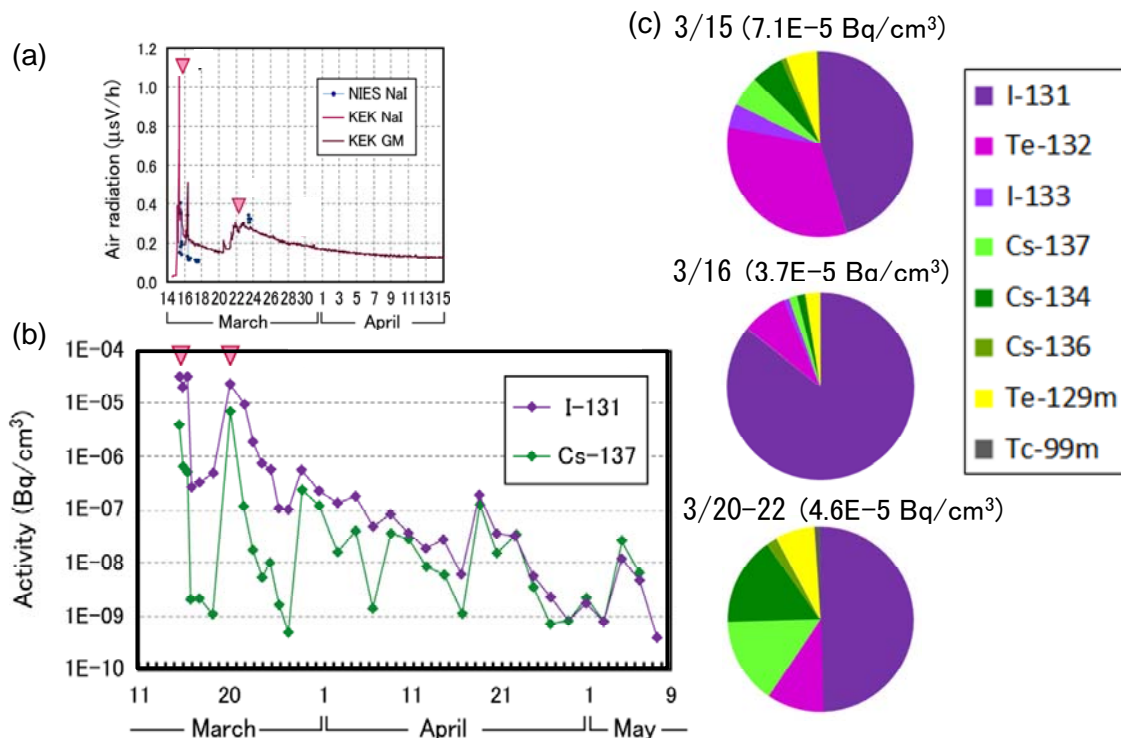 (a)
1.2
1.0
0.8
0.6
0.4
0.2
0.0
Air radiation (μsV/h)
NIES NaI
KEK NaI
KEK GM
14 16 18 20 22 24 26 28 30 1 3 5 7 9 11 13 15
March April
(b)
1E-04
1E-05
1E-06
1E-07
1E-08
1E-09
1E-10
Activity (Bq/cm³)
I-131
Cs-137
11 20 1 11 21 1 9
March April May
(c) 3/15 (7.1E-5 Bq/cm³)
3/16 (3.7E-5 Bq/cm³)
3/20-22 (4.6E-5 Bq/cm³)
I-131
Te-132
I-133
Cs-137
Cs-134
Cs-136
Te-129m
Tc-99m